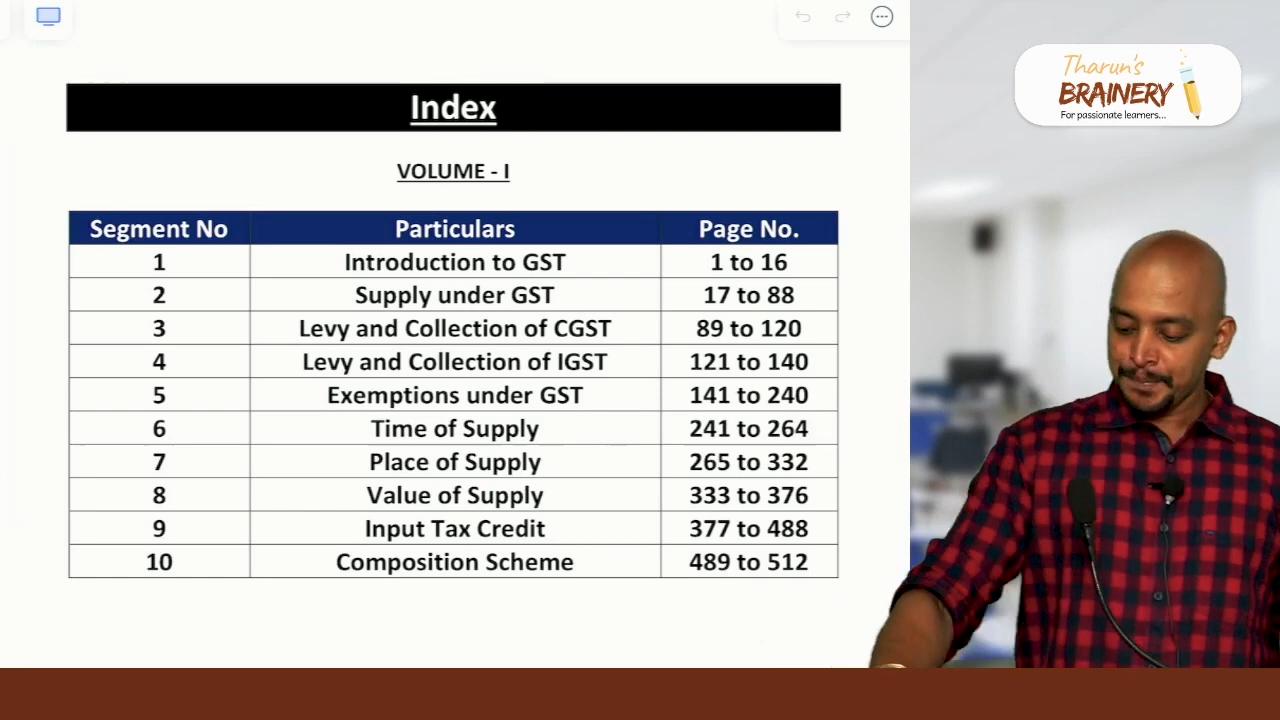 Index
VOLUME - I
Segment No Particulars Page No.
1 Introduction to GST 1 to 16
2 Supply under GST 17 to 88
3 Levy and Collection of CGST 89 to 120
4 Levy and Collection of IGST 121 to 140
5 Exemptions under GST 141 to 240
6 Time of Supply 241 to 264
7 Place of Supply 265 to 332
8 Value of Supply 333 to 376
9 Input Tax Credit 377 to 488
10 Composition Scheme 489 to 512
Tharun's
BRAINERY
For passionate learners...